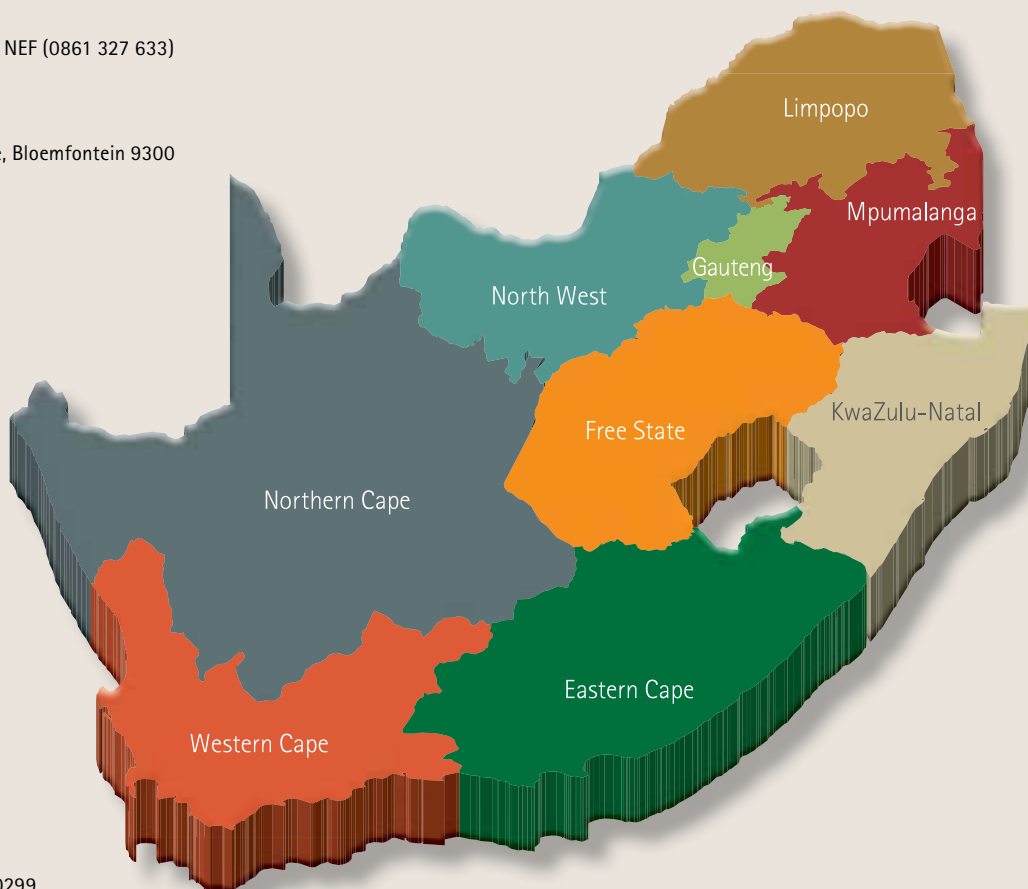 NEF (0861 327 633)
Limpopo
, Bloemfontein 9300
Mpumalanga
Gauteng
North West
KwaZulu-Natal
Free State
Northern Cape
Eastern Cape
Western Cape
0299